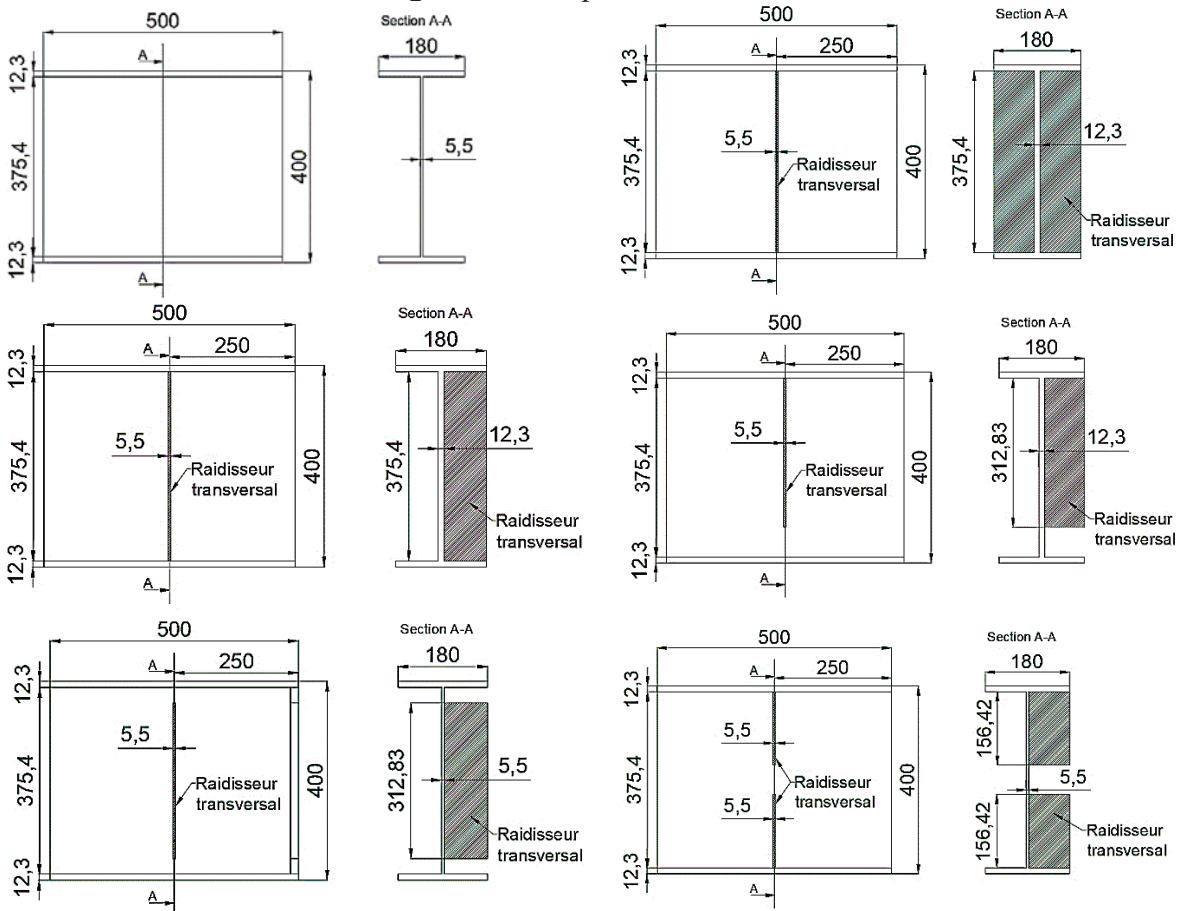 500
Section A-A
180
A
12,3
375,4
5,5
400
12,3
A
500
Section A-A
180
A
250
12,3
375,4
5,5
Raidisseur
transversal
400
375,4
12,3
Raidisseur
transversal
12,3
A
500
Section A-A
180
A
250
12,3
375,4
5,5
Raidisseur
transversal
400
375,4
12,3
Raidisseur
transversal
12,3
A
500
Section A-A
180
A
250
12,3
375,4
5,5
Raidisseur
transversal
400
312,83
12,3
Raidisseur
transversal
12,3
A
500
Section A-A
180
A
250
12,3
375,4
5,5
Raidisseur
transversal
400
312,83
5,5
Raidisseur
transversal
12,3
A
500
Section A-A
180
A
250
12,3
375,4
5,5
Raidisseur
transversal
5,5
400
156,42
5,5
156,42
Raidisseur
transversal
12,3
A